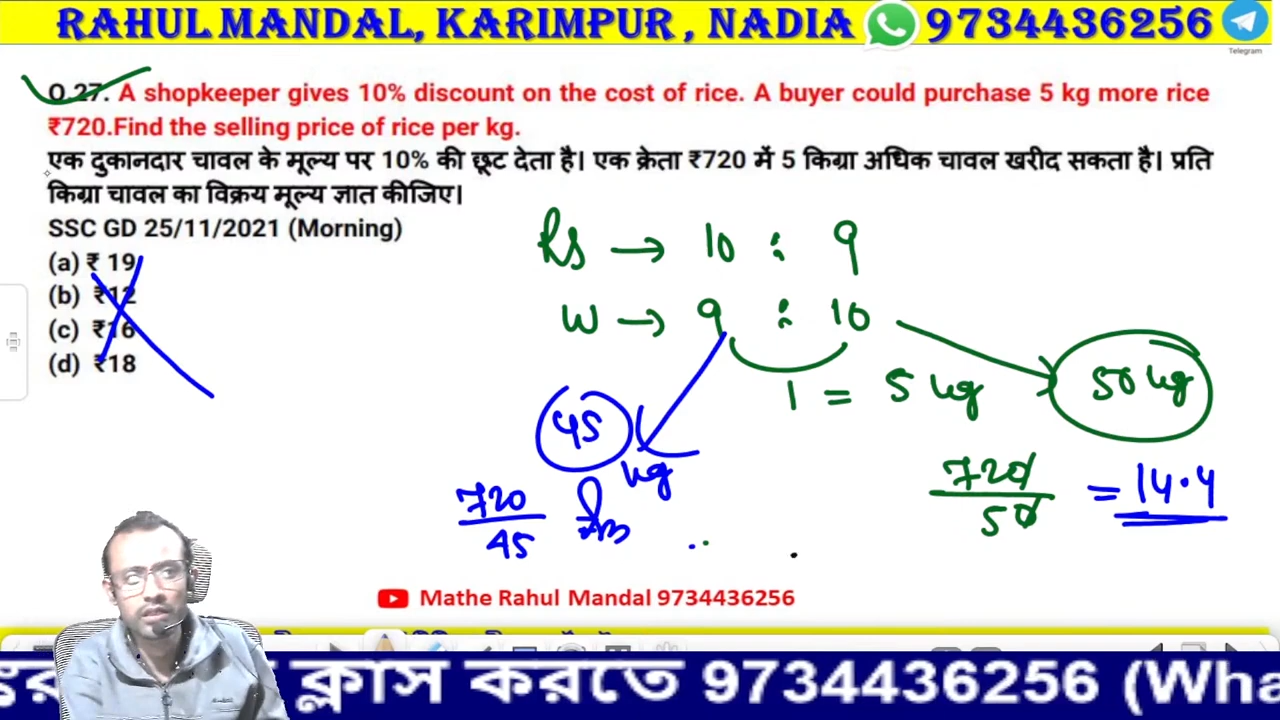 RAHUL MANDAL, KARIMPUR , NADIA 9734436256
Telegram
Q.27. A shopkeeper gives 10% discount on the cost of rice. A buyer could purchase 5 kg more rice
₹720.Find the selling price of rice per kg.
एक दुकानदार चावल के मूल्य पर 10% की छूट देता है। एक क्रेता ₹720 में 5 किग्रा अधिक चावल खरीद सकता है। प्रति
किग्रा चावल का विक्रय मूल्य ज्ञात कीजिए।
SSC GD 25/11/2021 (Morning)
(a) ₹ 19
(b) ₹12
(c) ₹16
(d) ₹18
Rs → 10 : 9
W → 9 : 10
1 = 5 kg
50 kg
45
kg
720
45
720
50
= 14.4
Mathe Rahul Mandal 9734436256
ক্লাস করতে 9734436256 (Wha